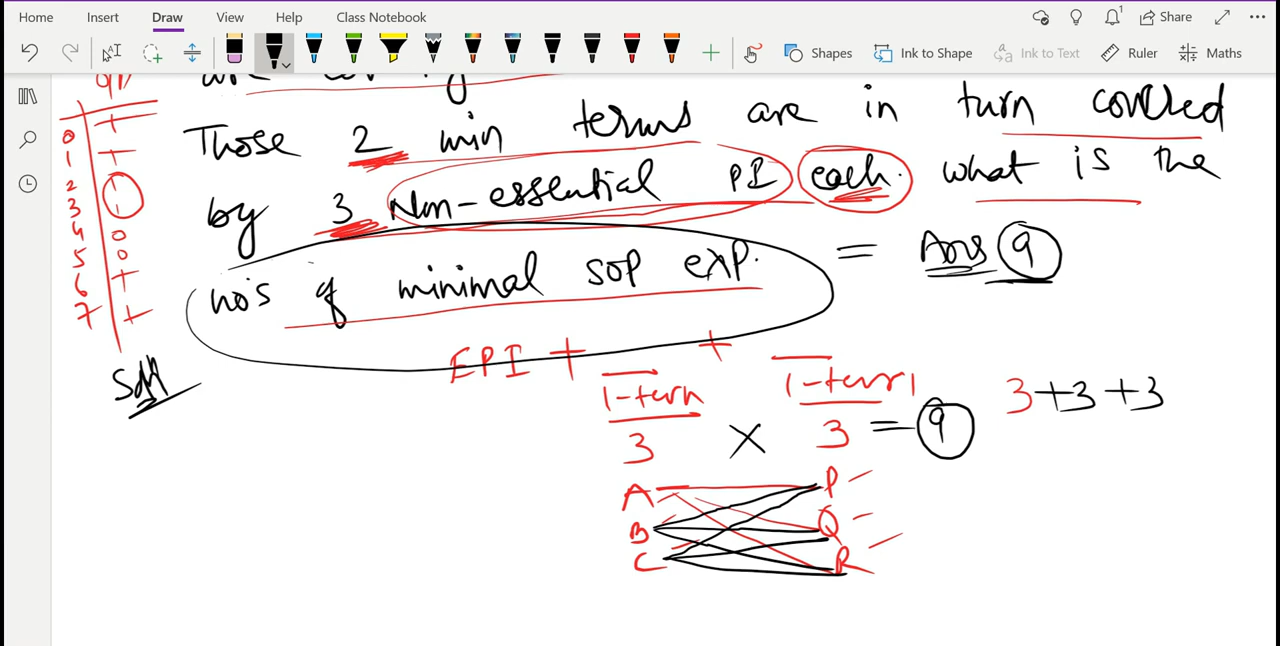 Home Insert Draw View Help Class Notebook Share
Shapes Ink to Shape Ink to Text Ruler Maths
Those 2 min terms are in turn covered
by 3 Non-essential PI each. what is the
no's of minimal SOP exp. = Ans 9
0
1
2
3
4 0
5 0
6
7
Soln
EPI + +
1-term 1-term
3 × 3 = 9 3+3+3
A P
B Q
C R